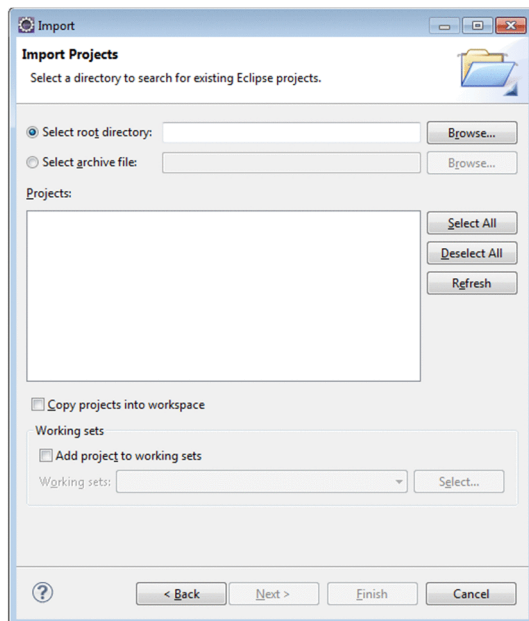 Import
Import Projects
Select a directory to search for existing Eclipse projects.
Select root directory: Browse...
Select archive file: Browse...
Projects:
Select All
Deselect All
Refresh
Copy projects into workspace
Working sets
Add project to working sets
Working sets: Select...
? < Back Next > Finish Cancel